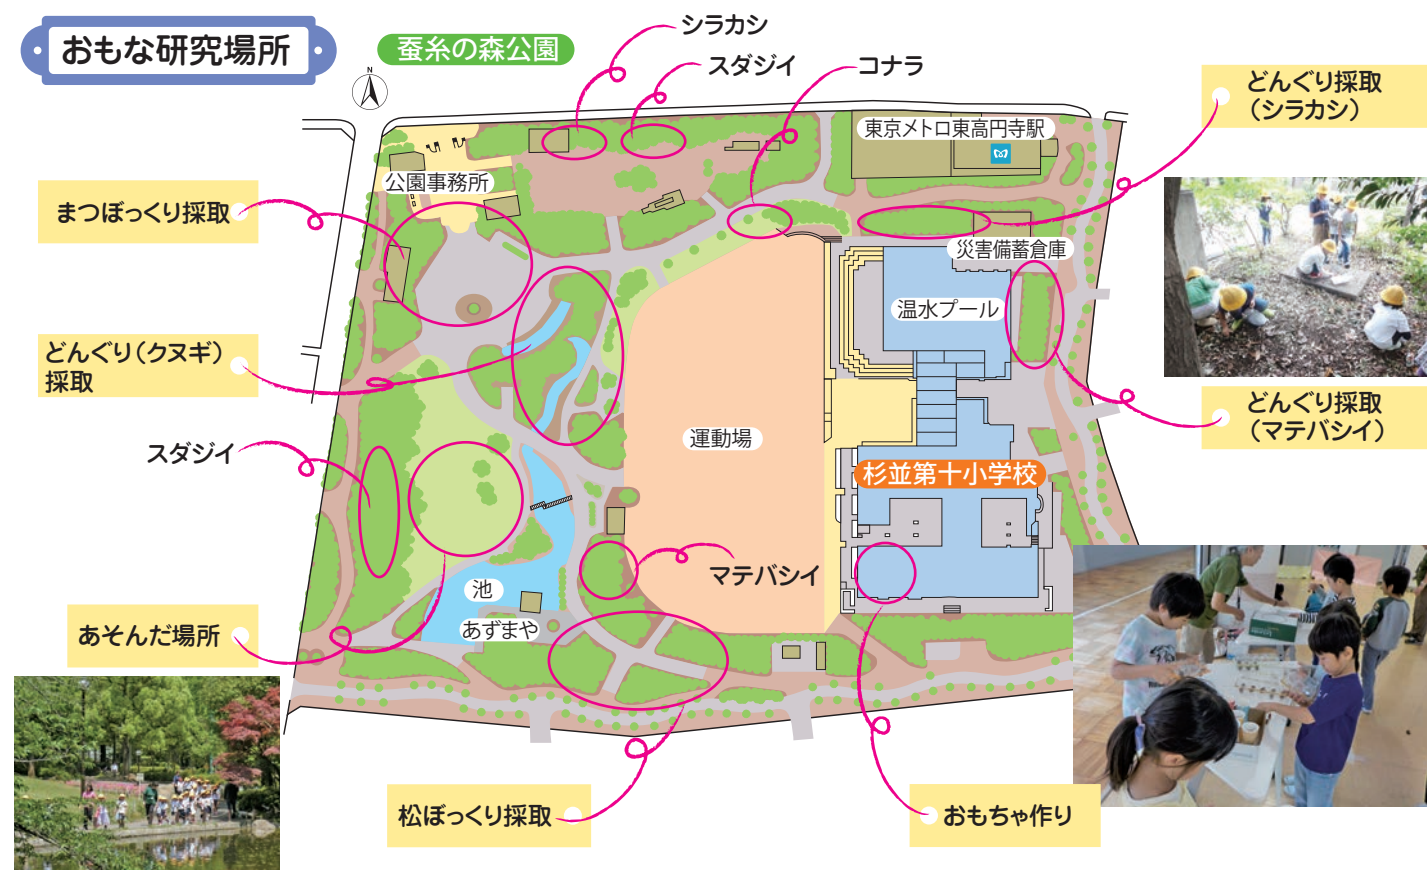 おもな研究場所
蚕糸の森公園
シラカシ
スダジイ
コナラ
どんぐり採取
（シラカシ）
N
東京メトロ東高円寺駅
公園事務所
まつぼっくり採取
災害備蓄倉庫
温水プール
どんぐり（クヌギ）
採取
どんぐり採取
（マテバシイ）
運動場
スダジイ
杉並第十小学校
マテバシイ
池
あずまや
あそんだ場所
松ぼっくり採取
おもちゃ作り